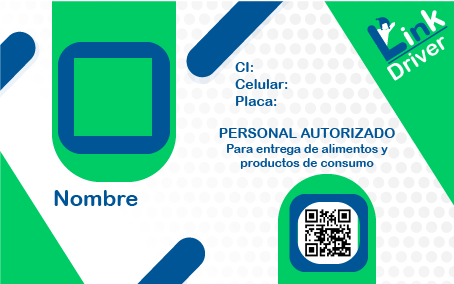 Link
Driver
CI:
Celular:
Placa:
PERSONAL AUTORIZADO
Para entrega de alimentos y
productos de consumo
Nombre